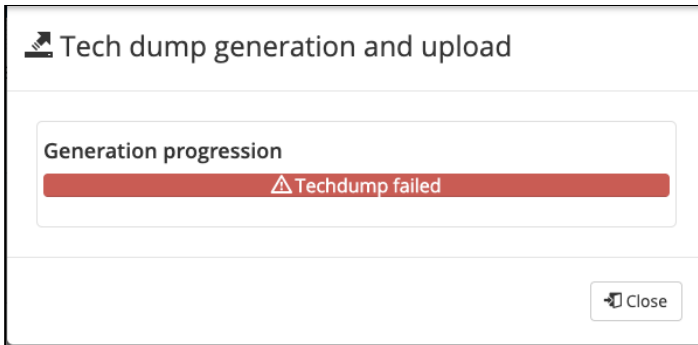 Tech dump generation and upload
Generation progression
Techdump failed
Close